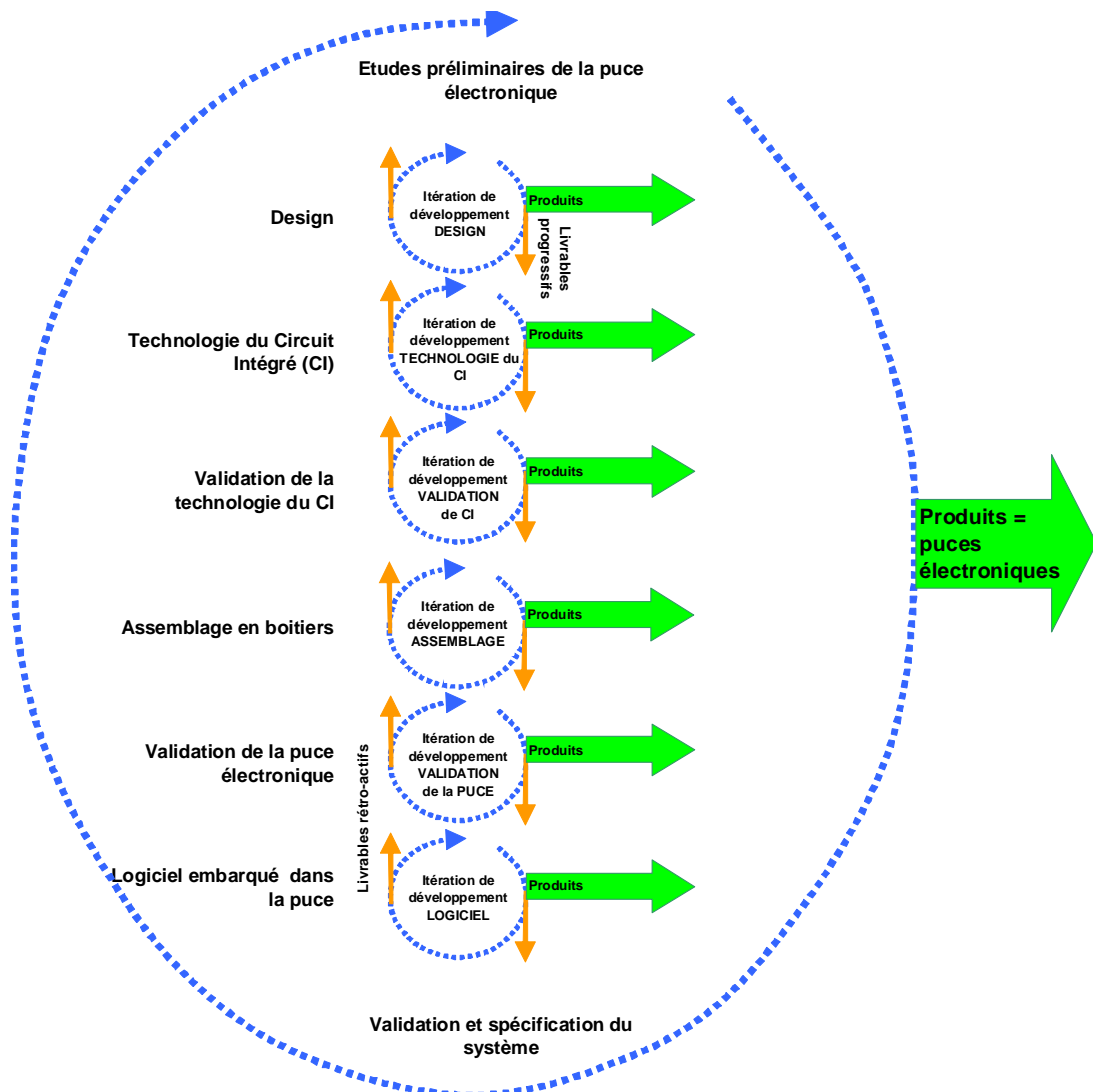 Etudes préliminaires de la puce
électronique
Design
Itération de
développement
DESIGN
Produits
Livrables
progressifs
Technologie du Circuit
Intégré (CI)
Itération de
développement
TECHNOLOGIE du
CI
Produits
Validation de la
technologie du CI
Itération de
développement
VALIDATION
de CI
Produits
Produits =
puces
électroniques
Assemblage en boitiers
Itération de
développement
ASSEMBLAGE
Produits
Validation de la puce
électronique
Itération de
développement
VALIDATION
de la PUCE
Produits
Livrables rétro-actifs
Logiciel embarqué dans
la puce
Itération de
développement
LOGICIEL
Produits
Validation et spécification du
système